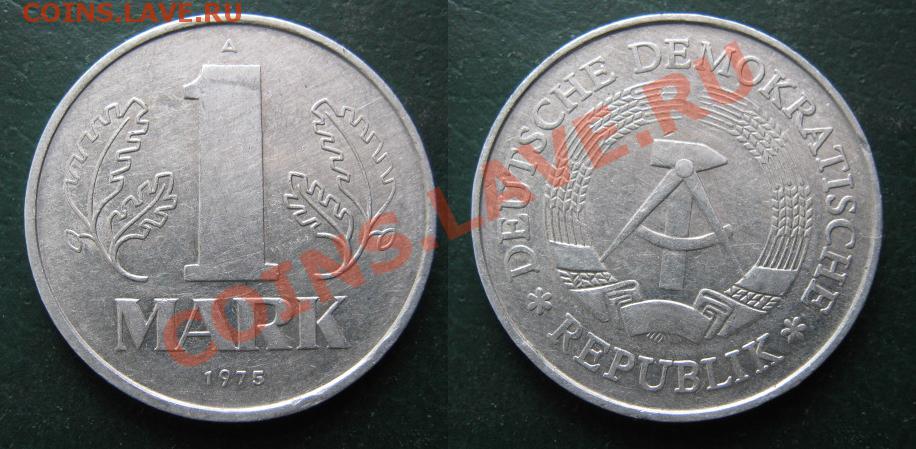 COINS.LAVE.RU
A
1
MARK
1975
DEUTSCHE DEMOKRATISCHE
* REPUBLIK *
COINS.LAVE.RU